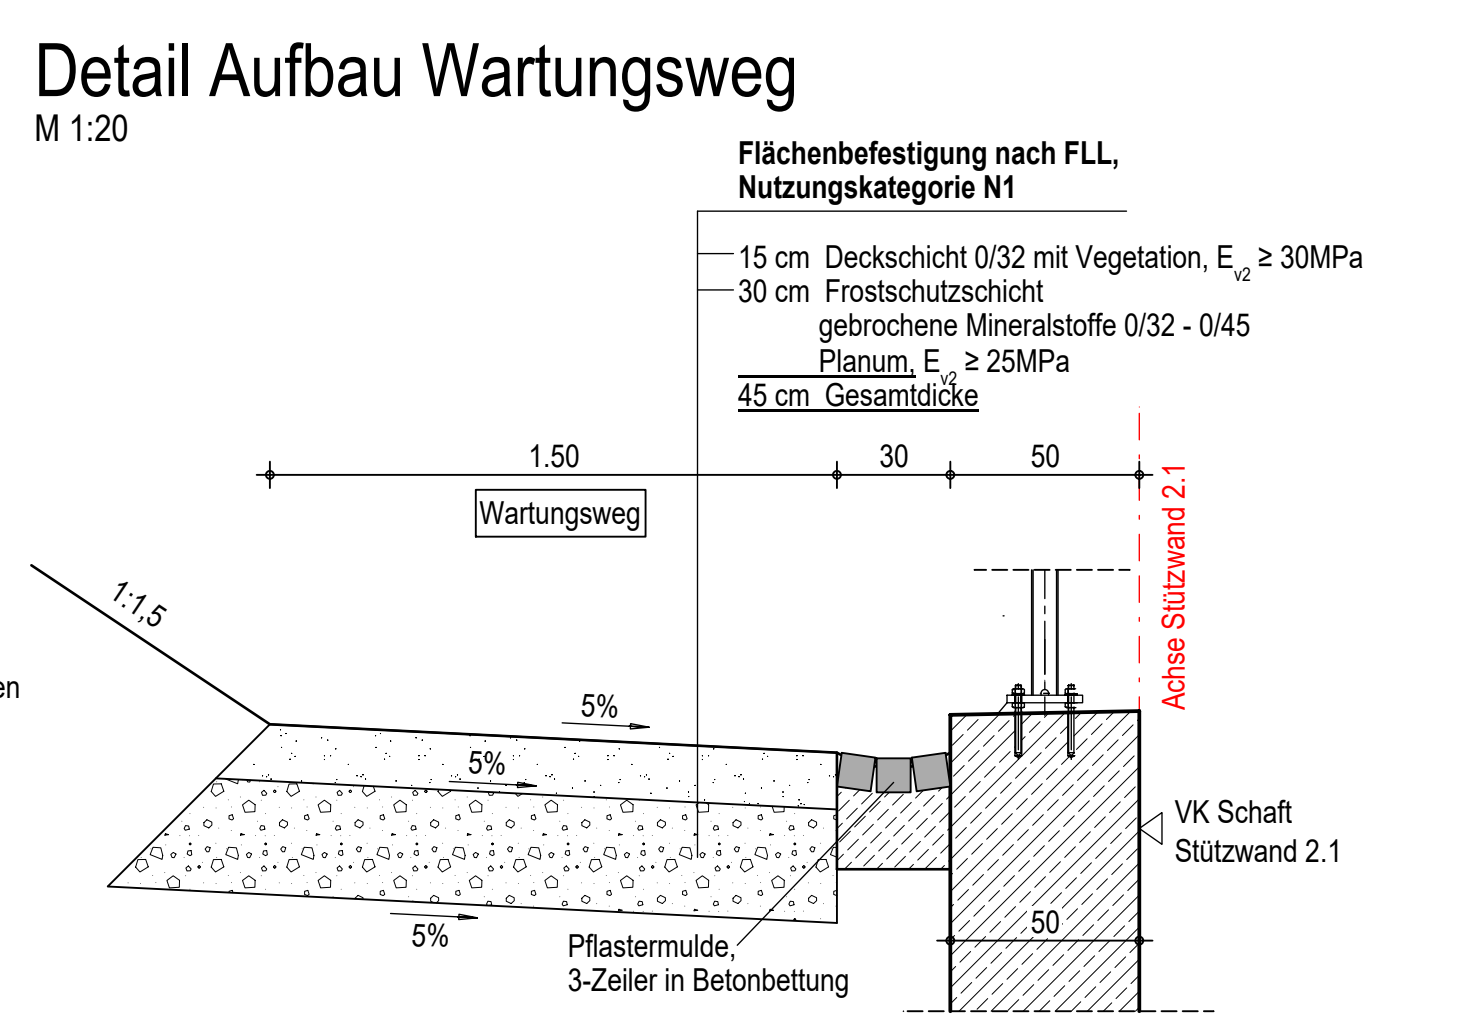 Detail Aufbau Wartungsweg
M 1:20
Flächenbefestigung nach FLL,
Nutzungskategorie N1
15 cm Deckschicht 0/32 mit Vegetation, Ev2 ≥ 30MPa
30 cm Frostschutzschicht
gebrochene Mineralstoffe 0/32 - 0/45
Planum, Ev2 ≥ 25MPa
45 cm Gesamtdicke
1.50
30
50
Wartungsweg
Achse Stützwand 2.1
1:1,5
en
5%
5%
VK Schaft
Stützwand 2.1
50
5%
Pflastermulde,
3-Zeiler in Betonbettung